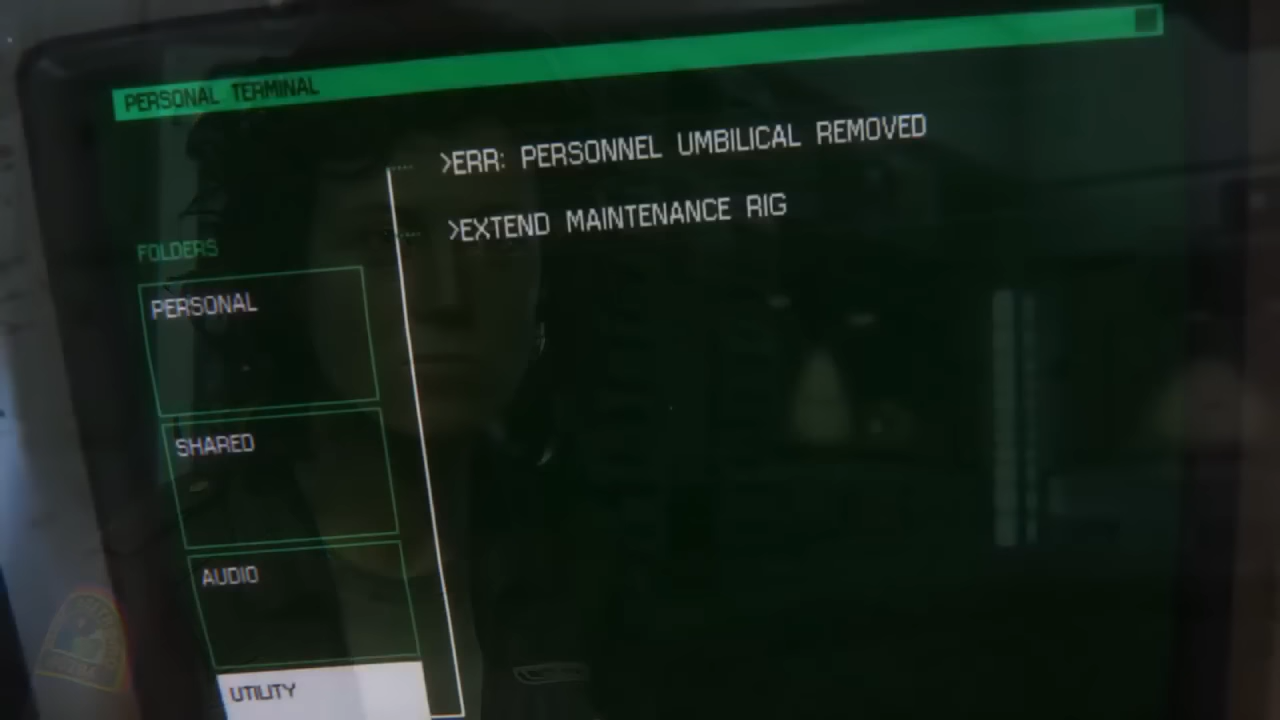 PERSONAL TERMINAL
>ERR: PERSONNEL UMBILICAL REMOVED
>EXTEND MAINTENANCE RIG
FOLDERS
PERSONAL
SHARED
AUDIO
UTILITY